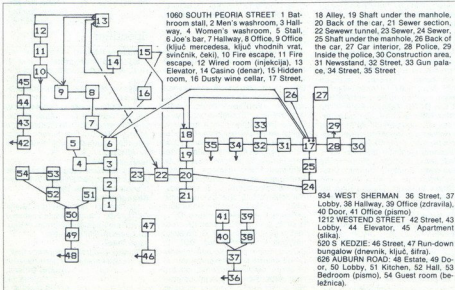 1060 SOUTH PEORIA STREET 1 Bat-
hroom stall, 2 Men's washroom, 3 Hall-
way, 4 Women's washroom, 5 Stall,
6 Joe's bar, 7 Hallway, 8 Office, 9 Office
(ključ mercedesa, ključ vhodnih vrat,
svinčnik, čeki), 10 Fire escape, 11 Fire
escape, 12 Wired room (injekcija), 13
Elevator, 14 Casino (denar), 15 Hidden
room, 16 Dusty wine cellar, 17 Street,
18 Alley, 19 Shaft under the manhole,
20 Back of the car, 21 Sewer section,
22 Sewewr tunnel, 23 Sewer, 24 Sewer,
25 Shaft under the manhole, 26 Back of
the car, 27 Car interior, 28 Police, 29
Inside the police, 30 Construction area,
31 Newsstand, 32 Street, 33 Gun pala-
ce, 34 Street, 35 Street
934 WEST SHERMAN 36 Street, 37
Lobby, 38 Hallway, 39 Office (zdravila),
40 Door, 41 Office (pismo)
1212 WESTEND STREET 42 Street, 43
Lobby, 44 Elevator, 45 Apartment
(slika).
520 S KEDZIE: 46 Street, 47 Run-down
bungalow (dnevnik, ključ, šifra).
626 AUBURN ROAD: 48 Estate, 49 Do-
or, 50 Lobby, 51 Kitchen, 52 Hall, 53
Bedroom (pismo), 54 Guest room (be-
ležnica).
13
12
11
14 15
10
45 9 8 16 26 27
44
43 5 7 18 33 29
42 4 3 6 19 35 34 32 31 17 28 30
54 53 2 23 22 20 25
52 51 1 21 24
50 47 41 39
49 40 38
48 46 37
36